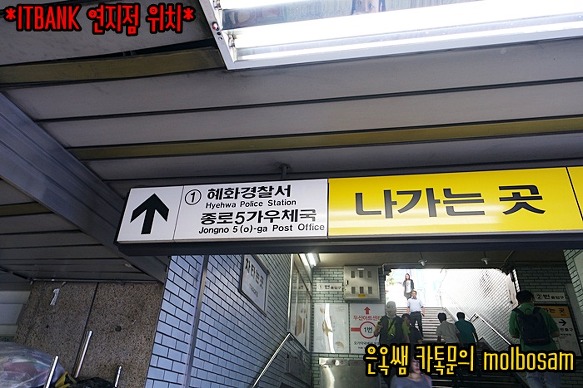 *ITBANK 연지점 위치*
① 혜화경찰서
Hyehwa Police Station
종로5가우체국
Jongno 5(o)-ga Post Office
나가는 곳
은옥쌤 카톡문의 molbosam